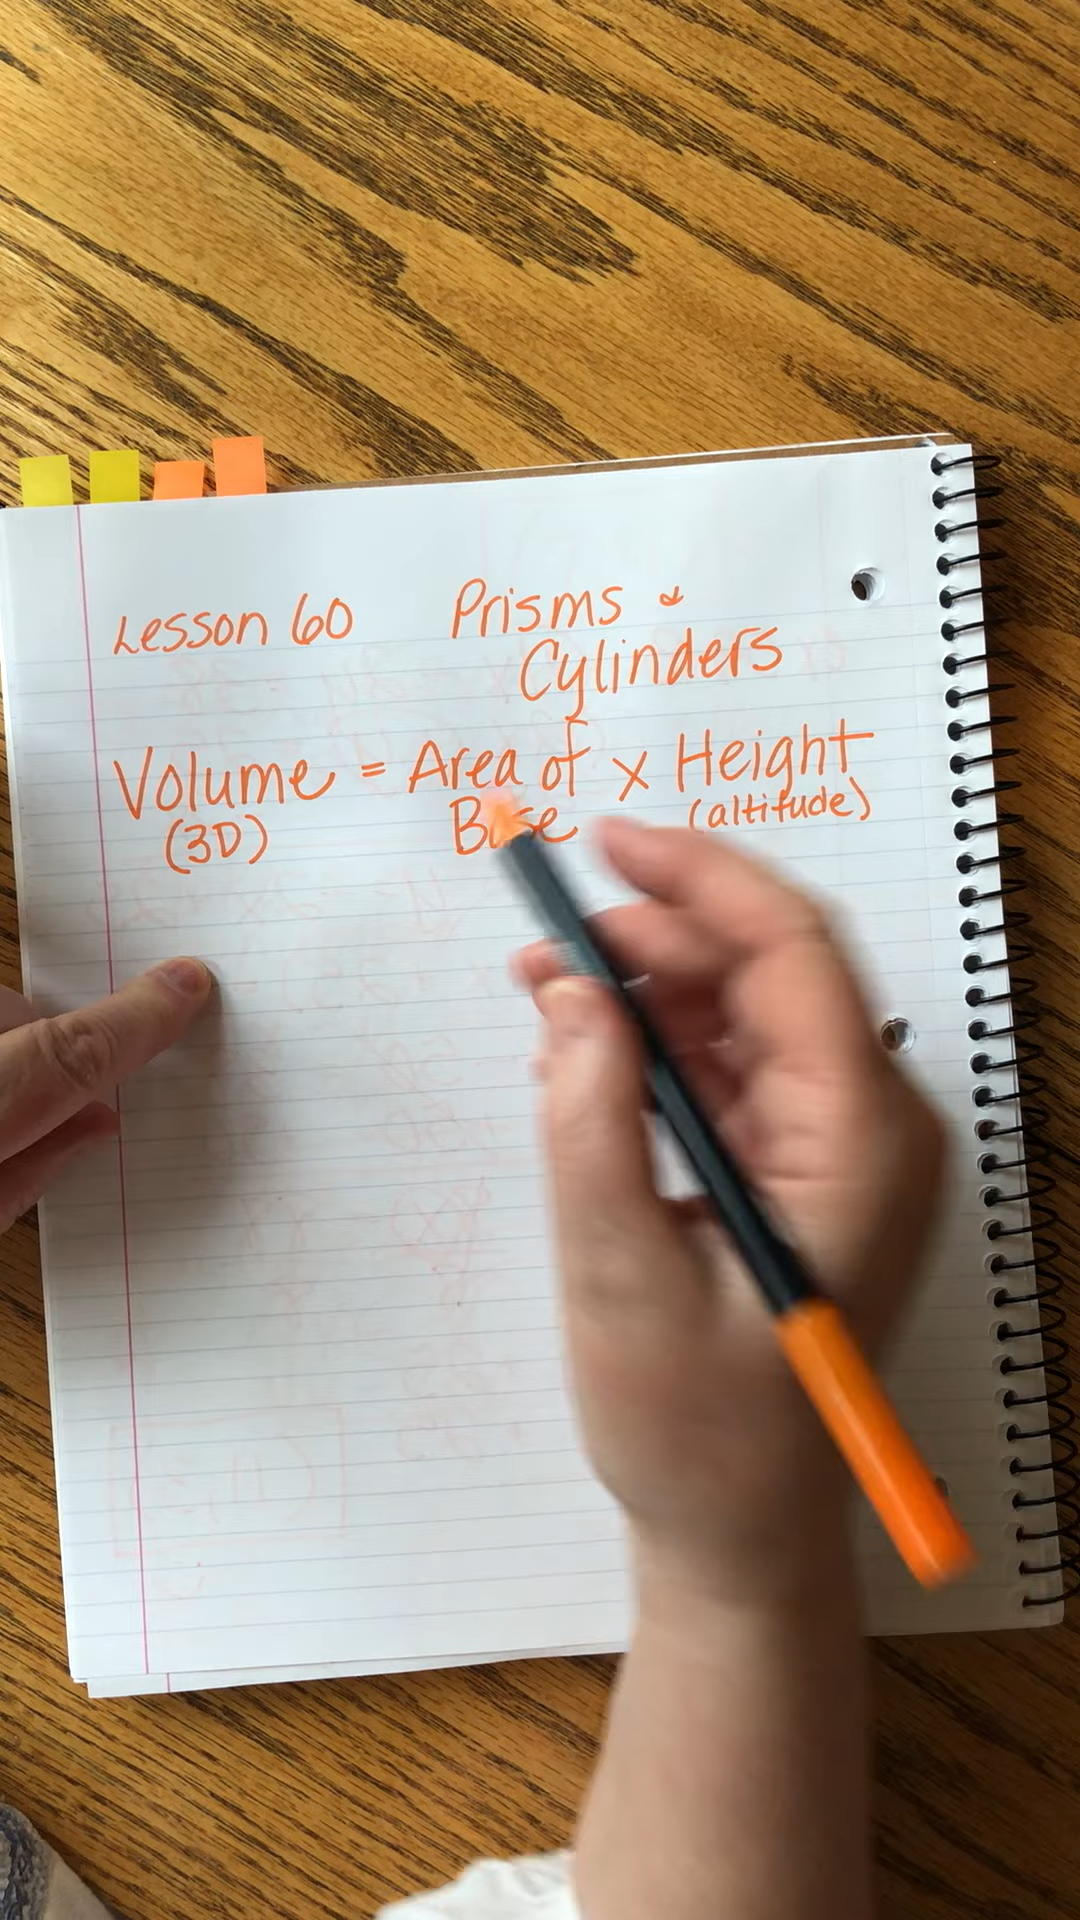 Lesson 60 Prisms &
Cylinders
Volume = Area of x Height
(3D) Base (altitude)